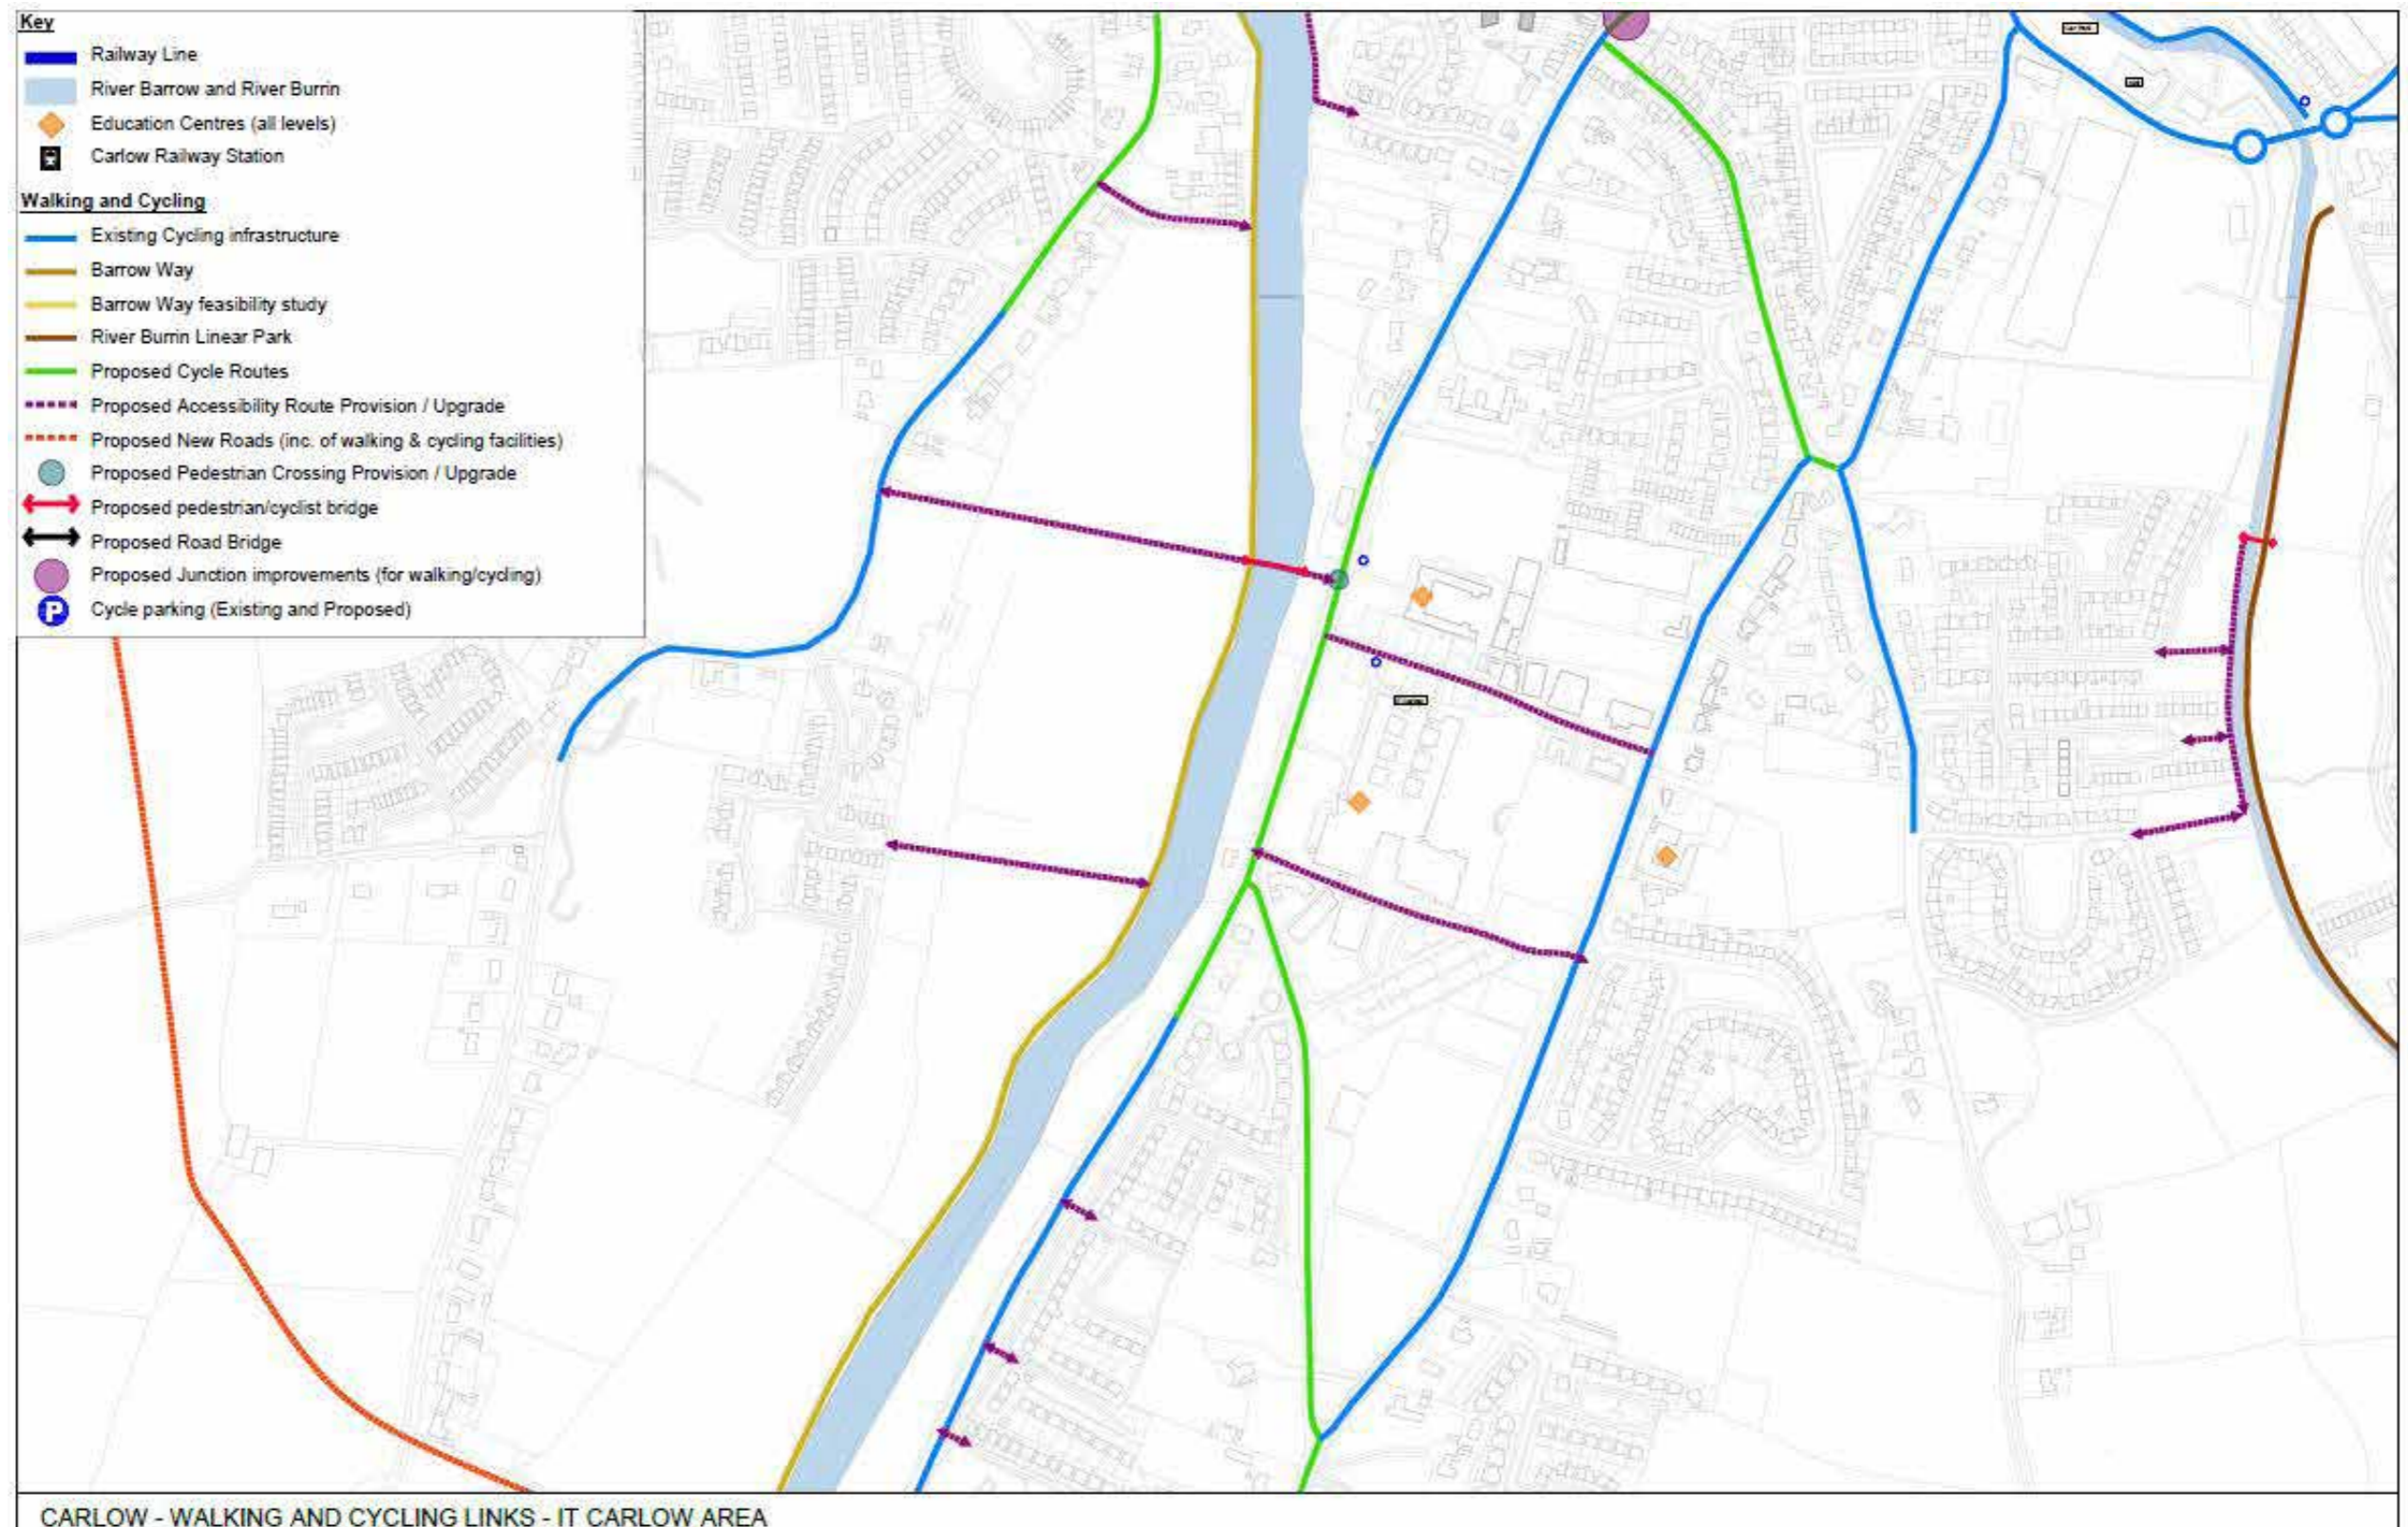 Key
Railway Line
River Barrow and River Burrin
Education Centres (all levels)
Carlow Railway Station
Walking and Cycling
Existing Cycling infrastructure
Barrow Way
Barrow Way feasibility study
River Burrin Linear Park
Proposed Cycle Routes
Proposed Accessibility Route Provision / Upgrade
Proposed New Roads (inc. of walking & cycling facilities)
Proposed Pedestrian Crossing Provision / Upgrade
Proposed pedestrian/cyclist bridge
Proposed Road Bridge
Proposed Junction improvements (for walking/cycling)
P Cycle parking (Existing and Proposed)
CARLOW - WALKING AND CYCLING LINKS - IT CARLOW AREA